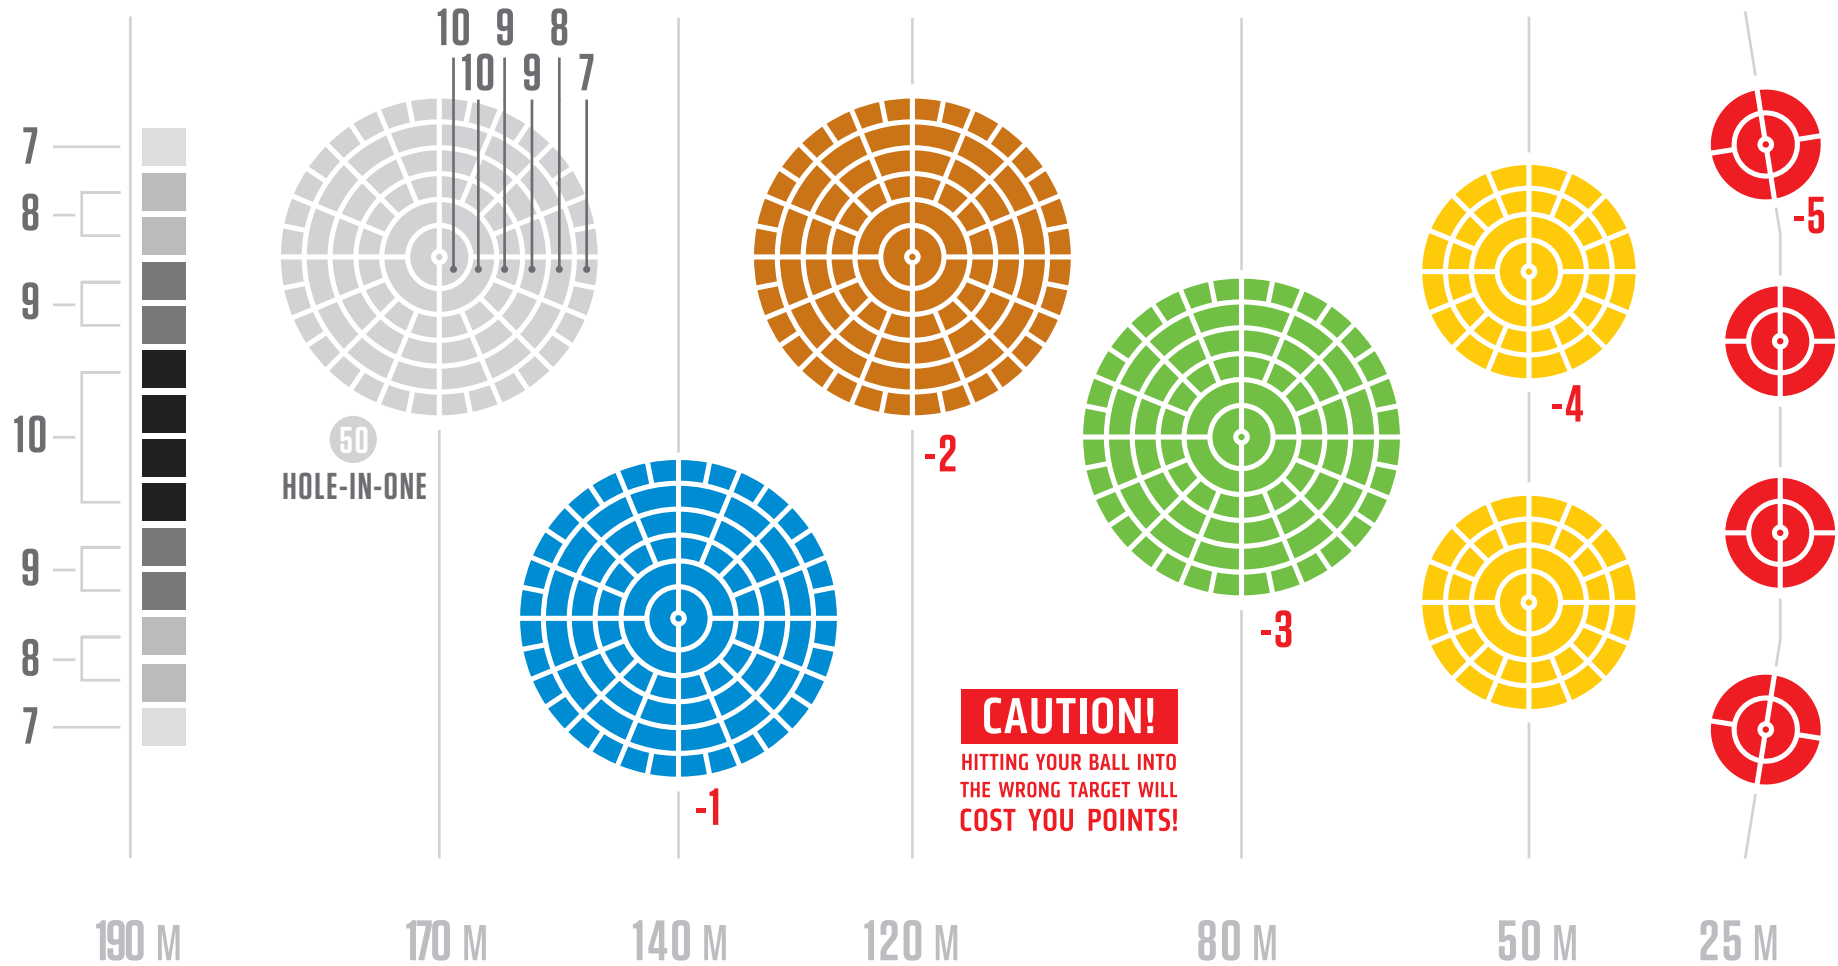 10 9 8
10 9 7
7
8
9
10
9
8
7
50
HOLE-IN-ONE
-1
-2
-3
-4
-5
CAUTION!
HITTING YOUR BALL INTO
THE WRONG TARGET WILL
COST YOU POINTS!
190 M 170 M 140 M 120 M 80 M 50 M 25 M